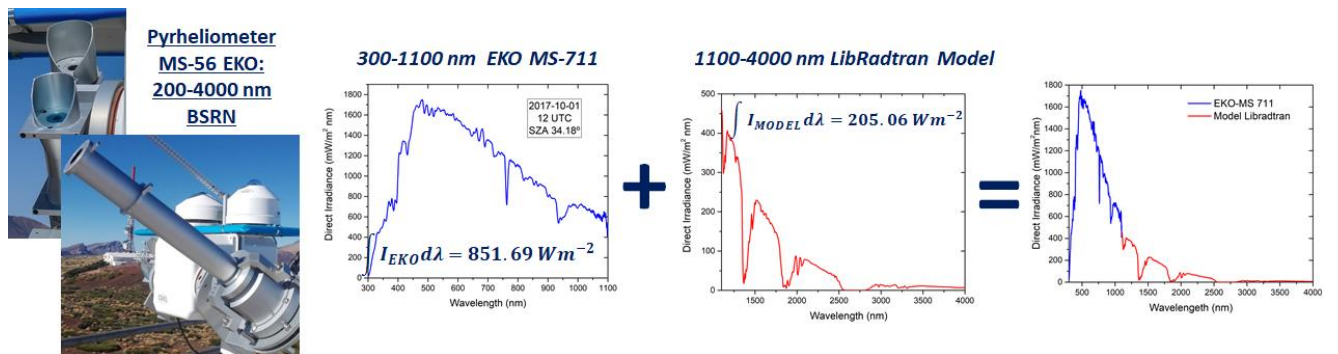 Pyrheliometer
MS-56 EKO:
200-4000 nm
BSRN
300-1100 nm EKO MS-711
Direct Irradiance (mW/m² nm)
1800
1600
1400
1200
1000
800
600
400
200
0
2017-10-01
12 UTC
SZA 34.18º
∫I_EKO dλ = 851.69 Wm⁻²
300 400 500 600 700 800 900 1000 1100
Wavelength (nm)
+
1100-4000 nm LibRadtran Model
Direct Irradiance (mW/m² nm)
500
400
300
200
100
0
∫I_MODEL dλ = 205.06 Wm⁻²
1500 2000 2500 3000 3500 4000
Wavelength (nm)
=
Direct Irradiance (mW/m² nm)
1800
1600
1400
1200
1000
800
600
400
200
0
EKO-MS 711
Model Libradtran
500 1000 1500 2000 2500 3000 3500 4000
Wavelengeth (nm)